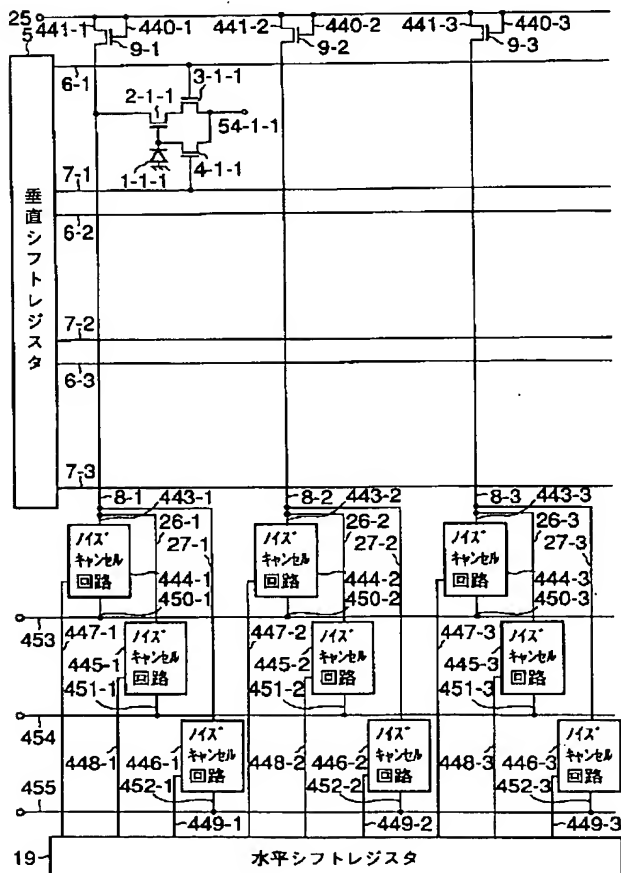 25
5
441-1
440-1
441-2
440-2
441-3
440-3
9-1
9-2
9-3
6-1
3-1-1
2-1-1
54-1-1
1-1-1
4-1-1
7-1
6-2
7-2
6-3
7-3
垂直シフトレジスタ
8-1
443-1
8-2
443-2
8-3
443-3
26-1
26-2
26-3
27-1
27-2
27-3
ノイズ
キャンセル
回路
ノイズ
キャンセル
回路
ノイズ
キャンセル
回路
444-1
444-2
444-3
450-1
450-2
450-3
453
447-1
447-2
447-3
445-1
445-2
445-3
ノイズ
キャンセル
回路
ノイズ
キャンセル
回路
ノイズ
キャンセル
回路
451-1
451-2
451-3
454
448-1
448-2
448-3
446-1
446-2
446-3
ノイズ
キャンセル
回路
ノイズ
キャンセル
回路
ノイズ
キャンセル
回路
455
452-1
452-2
452-3
449-1
449-2
449-3
19
水平シフトレジスタ